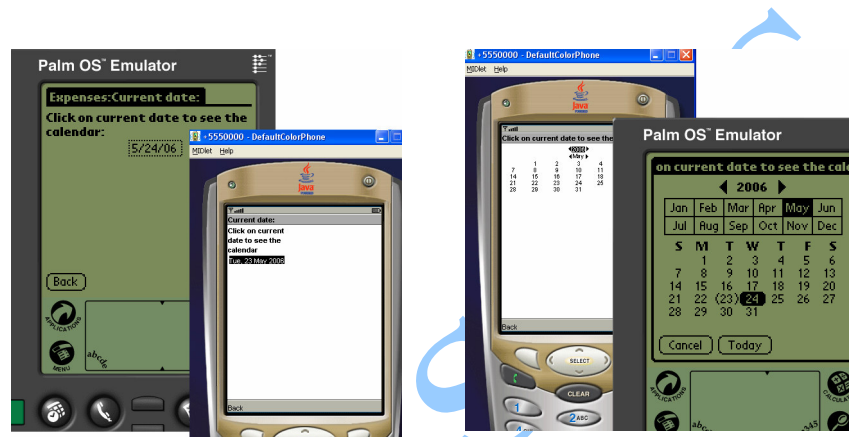 Palm OS™ Emulator
Expenses:Current date:
Click on current date to see the
calendar:
5/24/06
Back
APPLICATIONS
MENU
abcde
+5550000 - DefaultColorPhone
MIDlet Help
Java
Current date:
Click on current
date to see the
calendar
Tue, 23 May 2006
Back
+5550000 - DefaultColorPhone
MIDlet Help
Java
Click on current date to see the
2006
May
1 2 3 4
7 8 9 10 11
14 15 16 17 18
21 22 23 24 25
28 29 30 31
Back
SELECT
CLEAR
1
2 ABC
Palm OS™ Emulator
on current date to see the cale
2006
Jan Feb Mar Apr May Jun
Jul Aug Sep Oct Nov Dec
S M T W T F S
1 2 3 4 5 6
7 8 9 10 11 12 13
14 15 16 17 18 19 20
21 22 (23) 24 25 26 27
28 29 30 31
Cancel Today